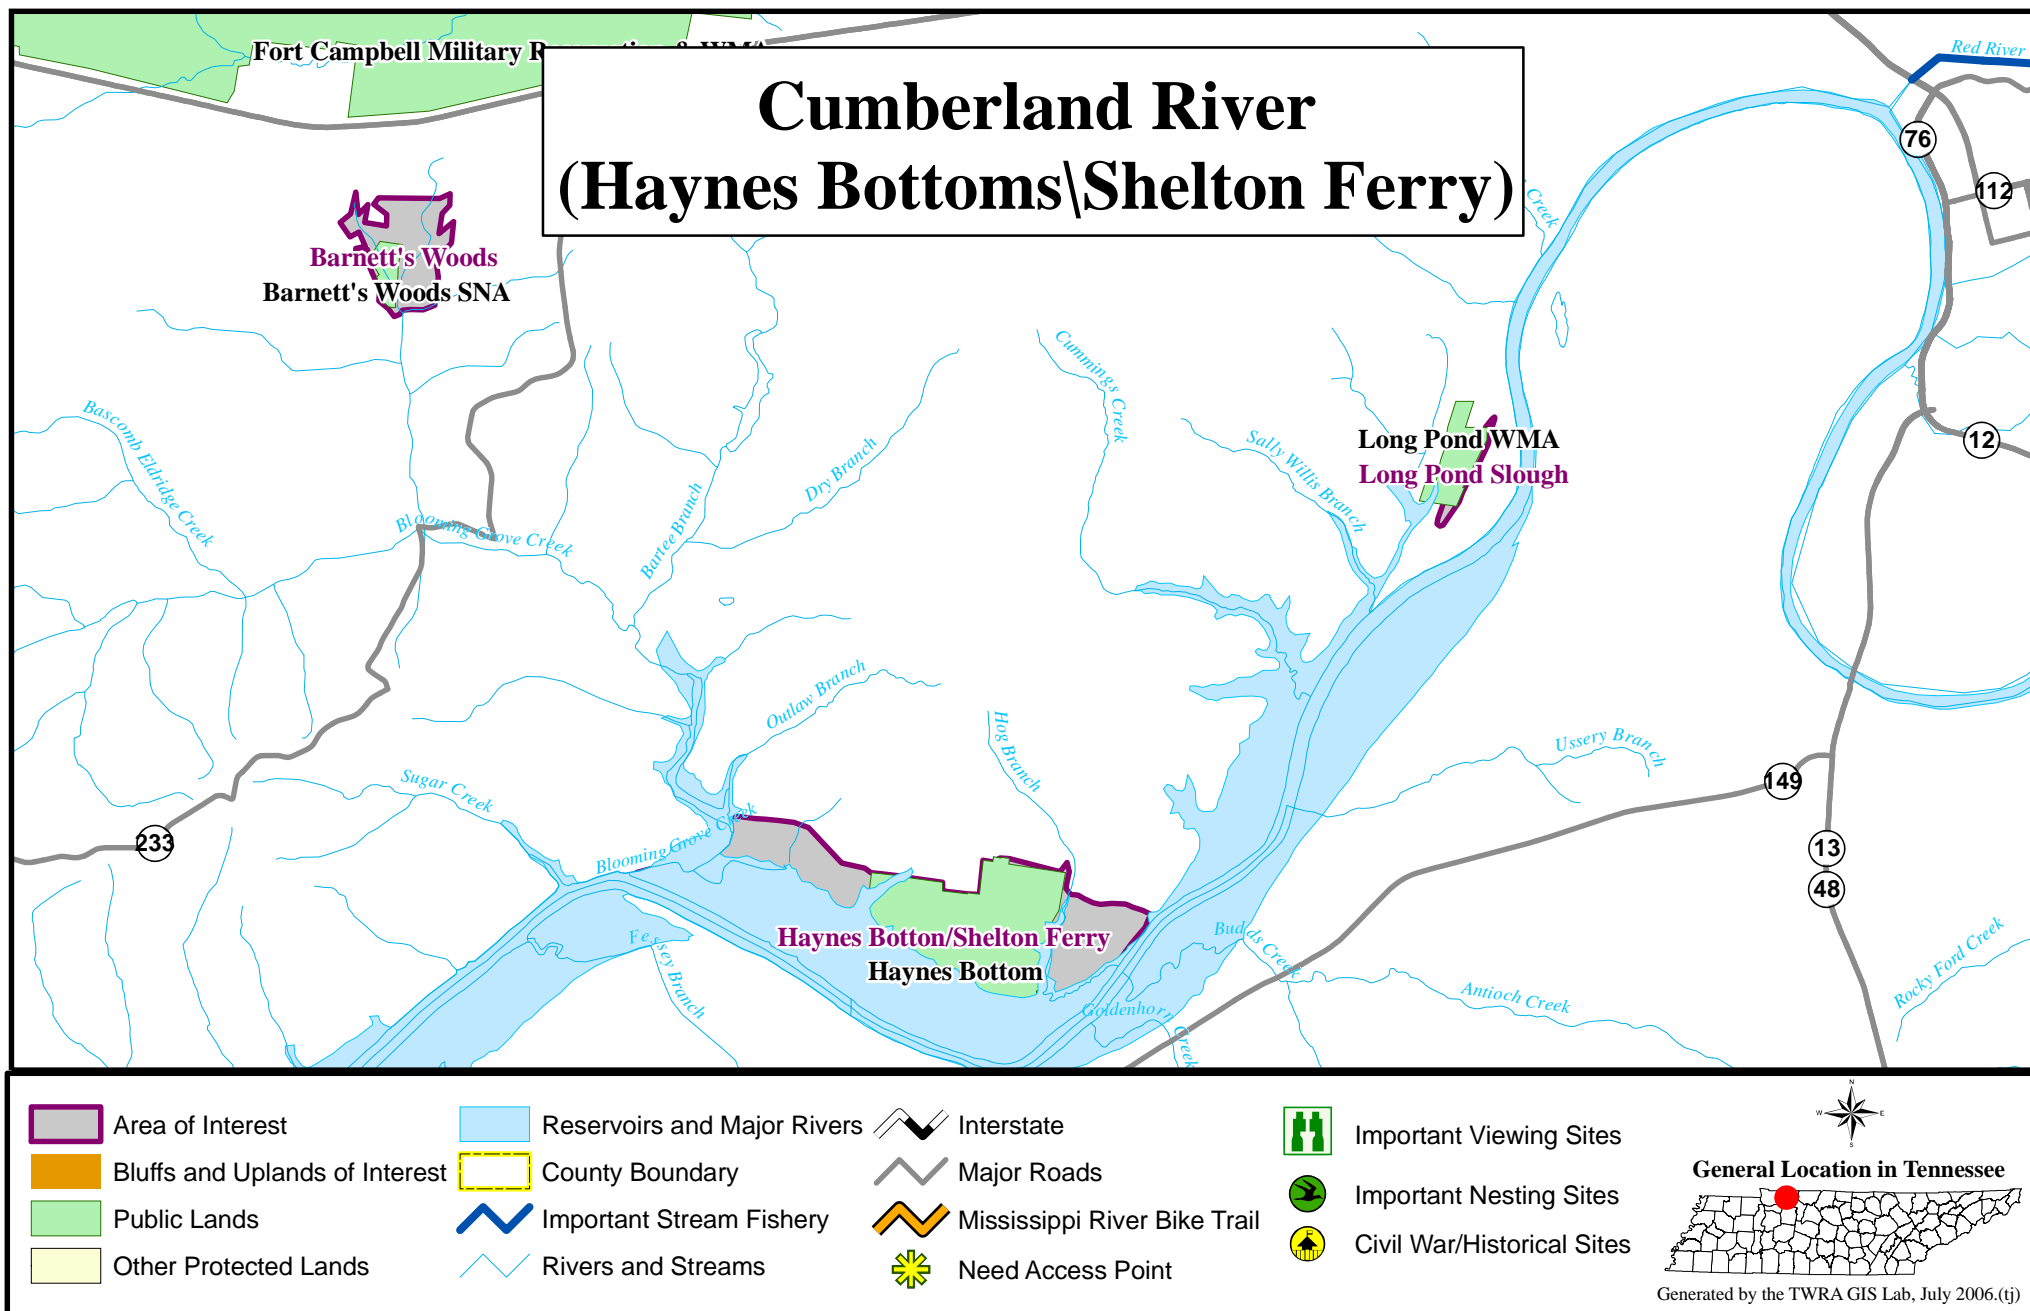 Fort Campbell Military R
Cumberland River
(Haynes Bottoms\Shelton Ferry)
Red River
76
112
Creek
Barnett's Woods
Barnett's Woods SNA
Cummings Creek
Bascomb Eldridge Creek
Dry Branch
Sally Willis Branch
Long Pond WMA
Long Pond Slough
12
Blooming Grove Creek
Bartee Branch
Outlaw Branch
Hog Branch
Ussery Branch
Sugar Creek
149
233
Blooming Grove Creek
13
48
Haynes Botton/Shelton Ferry
Haynes Bottom
Fessey Branch
Budds Creek
Rocky Ford Creek
Antioch Creek
Goldenhorn Creek
Area of Interest
Bluffs and Uplands of Interest
Public Lands
Other Protected Lands
Reservoirs and Major Rivers
County Boundary
Important Stream Fishery
Rivers and Streams
Interstate
Major Roads
Mississippi River Bike Trail
Need Access Point
Important Viewing Sites
Important Nesting Sites
Civil War/Historical Sites
N
W
E
S
General Location in Tennessee
Generated by the TWRA GIS Lab, July 2006.(tj)